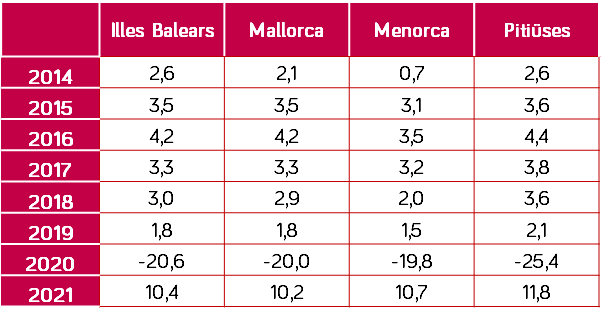 Illes Balears Mallorca Menorca Pitiüses
2014 2,6 2,1 0,7 2,6
2015 3,5 3,5 3,1 3,6
2016 4,2 4,2 3,5 4,4
2017 3,3 3,3 3,2 3,8
2018 3,0 2,9 2,0 3,6
2019 1,8 1,8 1,5 2,1
2020 -20,6 -20,0 -19,8 -25,4
2021 10,4 10,2 10,7 11,8